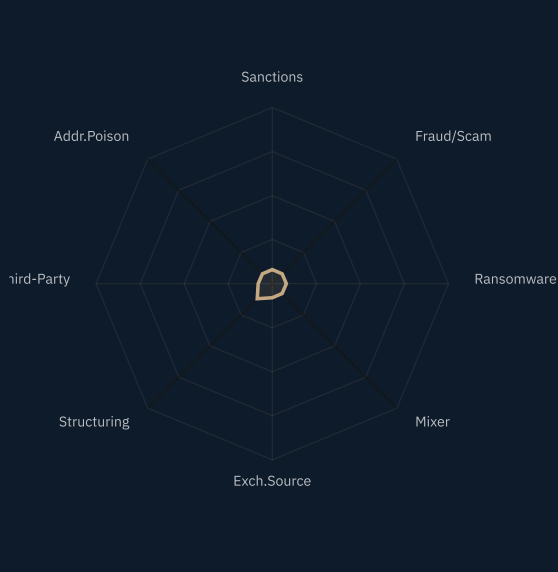 Sanctions
Addr.Poison
Fraud/Scam
hird-Party
Ransomware
Structuring
Mixer
Exch.Source